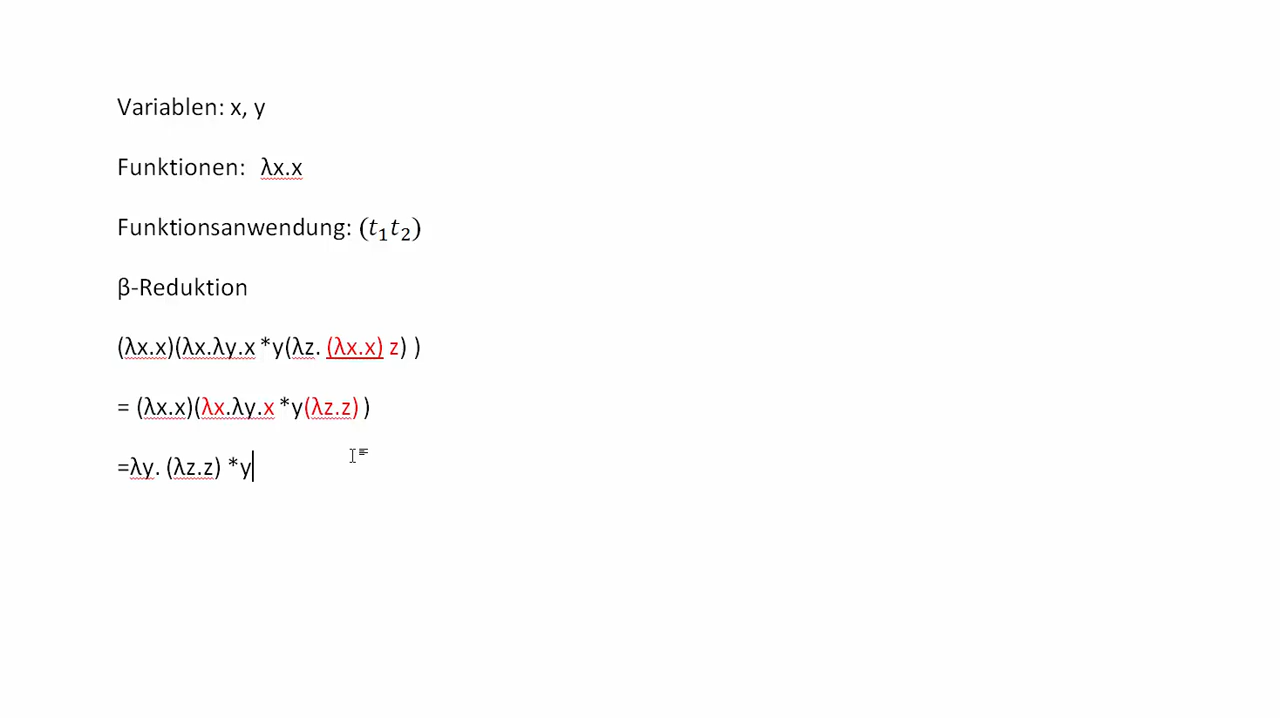 Variablen: x, y
Funktionen: λx.x
Funktionsanwendung: (t₁t₂)
β-Reduktion
(λx.x)(λx.λy.x *y(λz. (λx.x) z) )
= (λx.x)(λx.λy.x *y(λz.z) )
=λy. (λz.z) *y